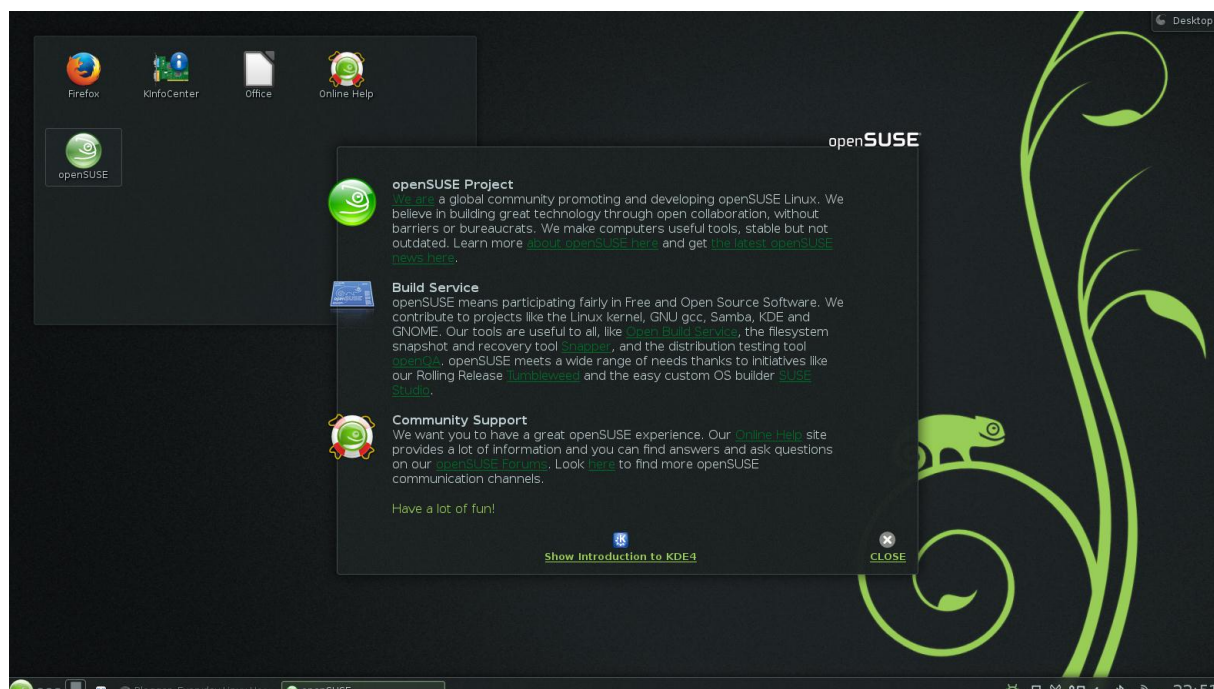 Desktop
Firefox
KInfoCenter
Office
Online Help
openSUSE
openSUSE
openSUSE Project
We are a global community promoting and developing openSUSE Linux. We
believe in building great technology through open collaboration, without
barriers or bureaucrats. We make computers useful tools, stable but not
outdated. Learn more about openSUSE here and get the latest openSUSE
news here.
Build Service
openSUSE means participating fairly in Free and Open Source Software. We
contribute to projects like the Linux kernel, GNU gcc, Samba, KDE and
GNOME. Our tools are useful to all, like Open Build Service, the filesystem
snapshot and recovery tool Snapper, and the distribution testing tool
openQA. openSUSE meets a wide range of needs thanks to initiatives like
our Rolling Release Tumbleweed and the easy custom OS builder SUSE
Studio.
Community Support
We want you to have a great openSUSE experience. Our Online Help site
provides a lot of information and you can find answers and ask questions
on our openSUSE Forums. Look here to find more openSUSE
communication channels.
Have a lot of fun!
Show Introduction to KDE4
CLOSE
openSUSE